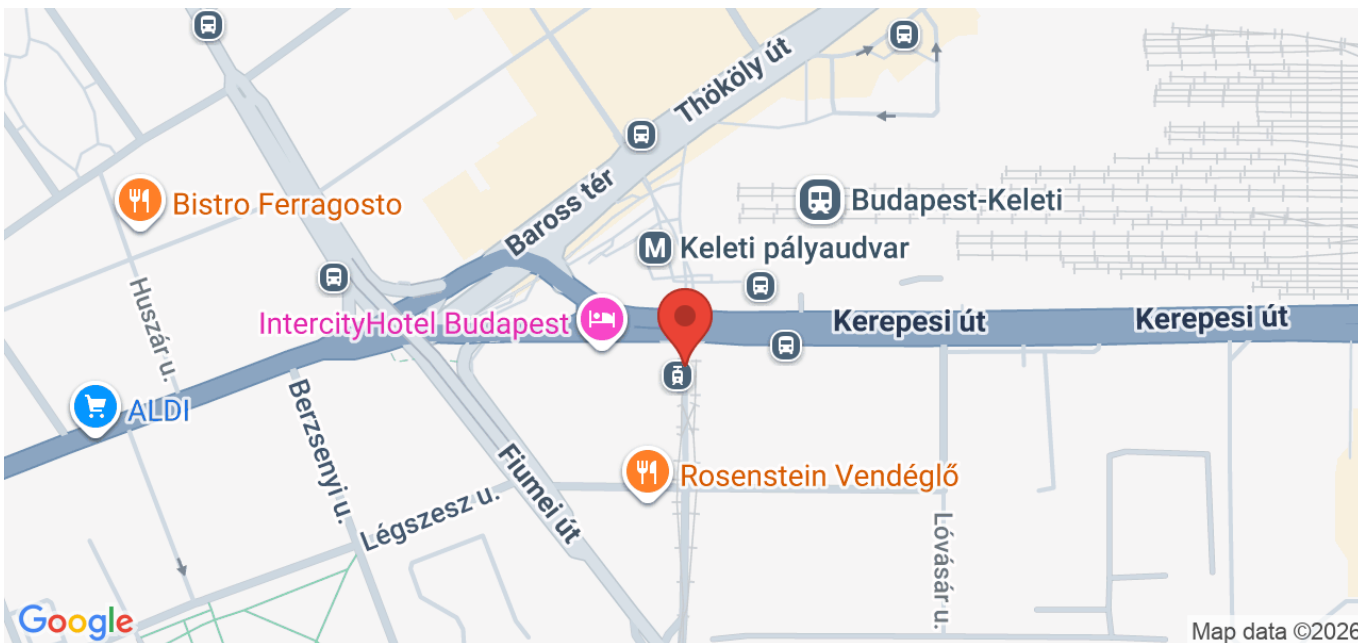 Thököly út
Baross tér
Bistro Ferragosto
Budapest-Keleti
M
Keleti pályaudvar
Huszár u.
IntercityHotel Budapest
Kerepesi út
Kerepesi út
ALDI
Berzsenyi u.
Fiumei út
Rosenstein Vendéglő
Légszesz u.
Lóvásár u.
Google
Map data ©2026